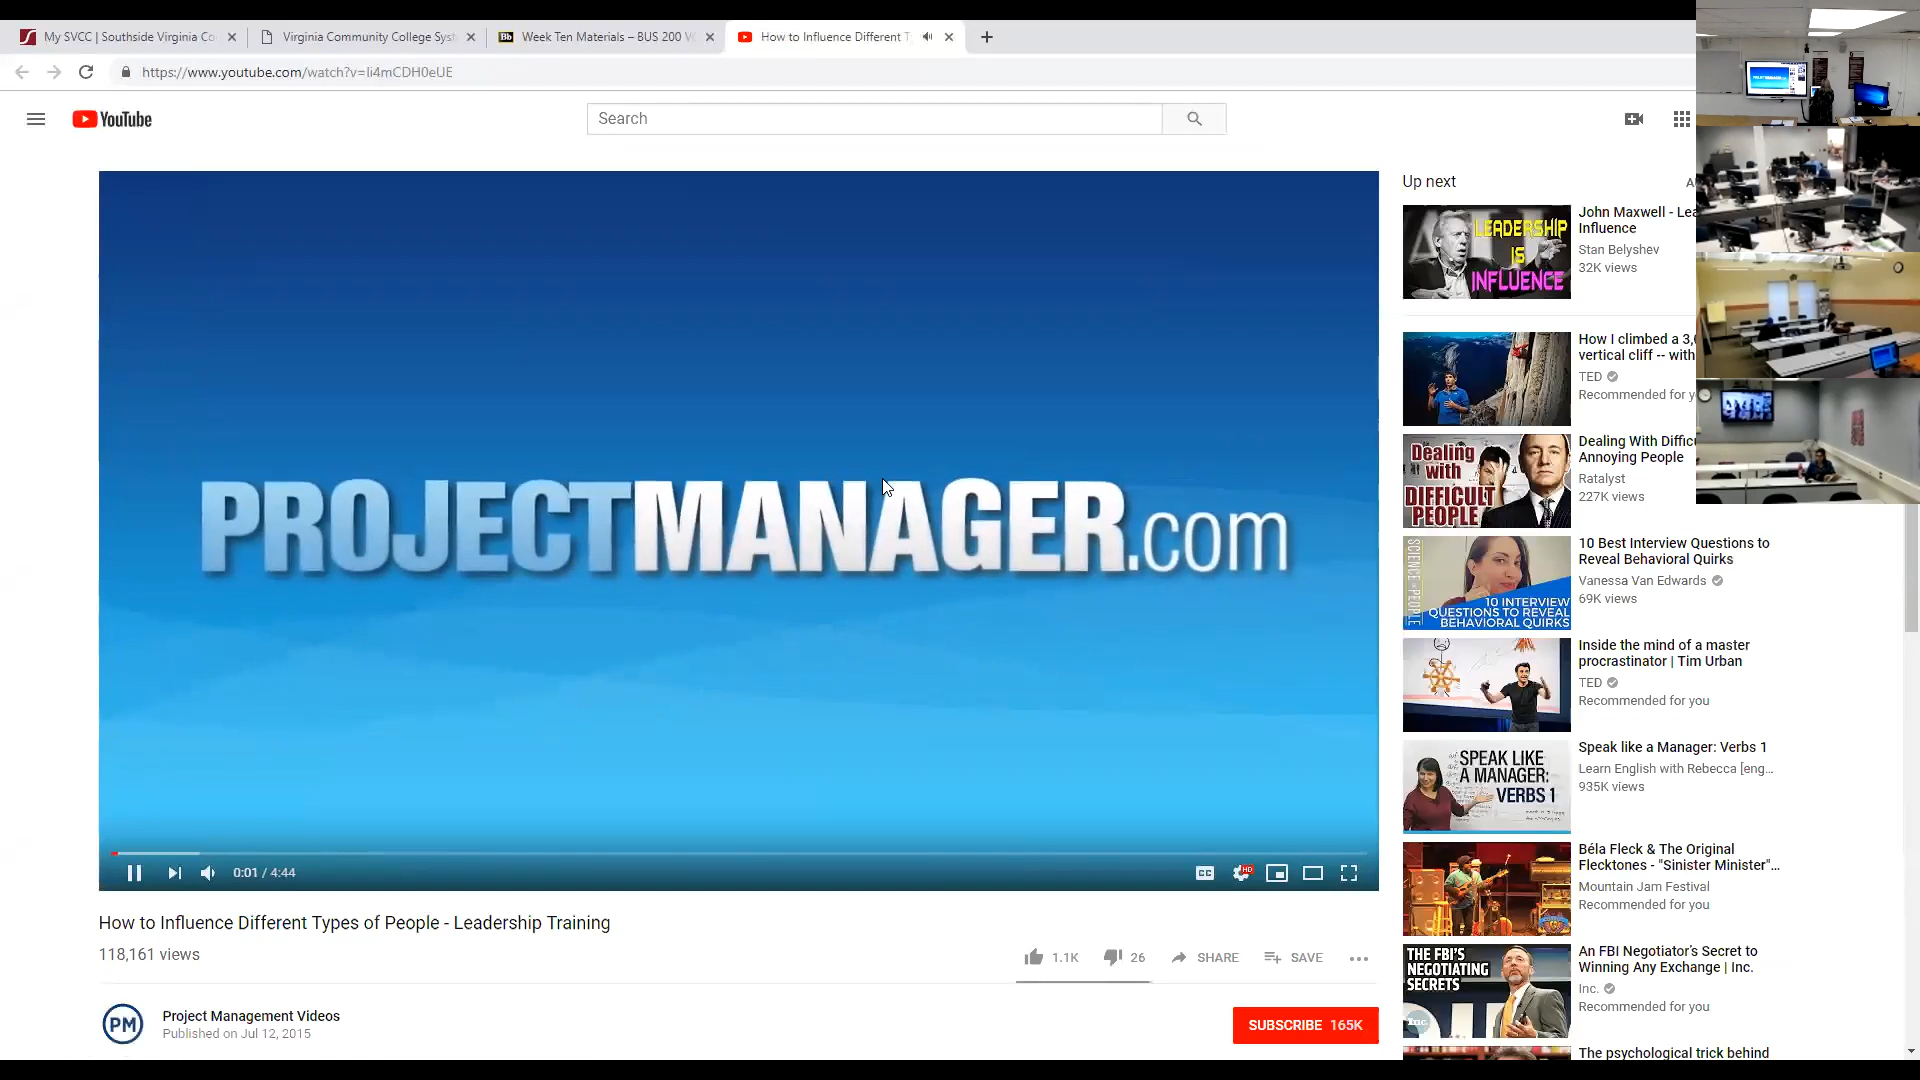 My SVCC | Southside Virginia Co
Virginia Community College Syst
Week Ten Materials – BUS 200 W
How to Influence Different T
https://www.youtube.com/watch?v=Ii4mCDH0eUE
YouTube
Search
PROJECTMANAGER.com
0:01 / 4:44
CC
HD
How to Influence Different Types of People - Leadership Training
118,161 views
1.1K
26
SHARE
SAVE
PM
Project Management Videos
Published on Jul 12, 2015
SUBSCRIBE 165K
Up next
LEADERSHIP
IS
INFLUENCE
John Maxwell - Lea
Influence
Stan Belyshev
32K views
How I climbed a 3,
vertical cliff -- with
TED
Recommended for y
Dealing
with
DIFFICULT
PEOPLE
Dealing With Diffic
Annoying People
Ratalyst
227K views
SCIENCE of PEOPLE
10 INTERVIEW
QUESTIONS TO REVEAL
BEHAVIORAL QUIRKS
10 Best Interview Questions to
Reveal Behavioral Quirks
Vanessa Van Edwards
69K views
Inside the mind of a master
procrastinator | Tim Urban
TED
Recommended for you
SPEAK LIKE
A MANAGER:
VERBS 1
Speak like a Manager: Verbs 1
Learn English with Rebecca [eng...
935K views
Béla Fleck & The Original
Flecktones - "Sinister Minister"...
Mountain Jam Festival
Recommended for you
THE FBI'S
NEGOTIATING
SECRETS
Inc.
An FBI Negotiator's Secret to
Winning Any Exchange | Inc.
Inc.
Recommended for you
The psychological trick behind